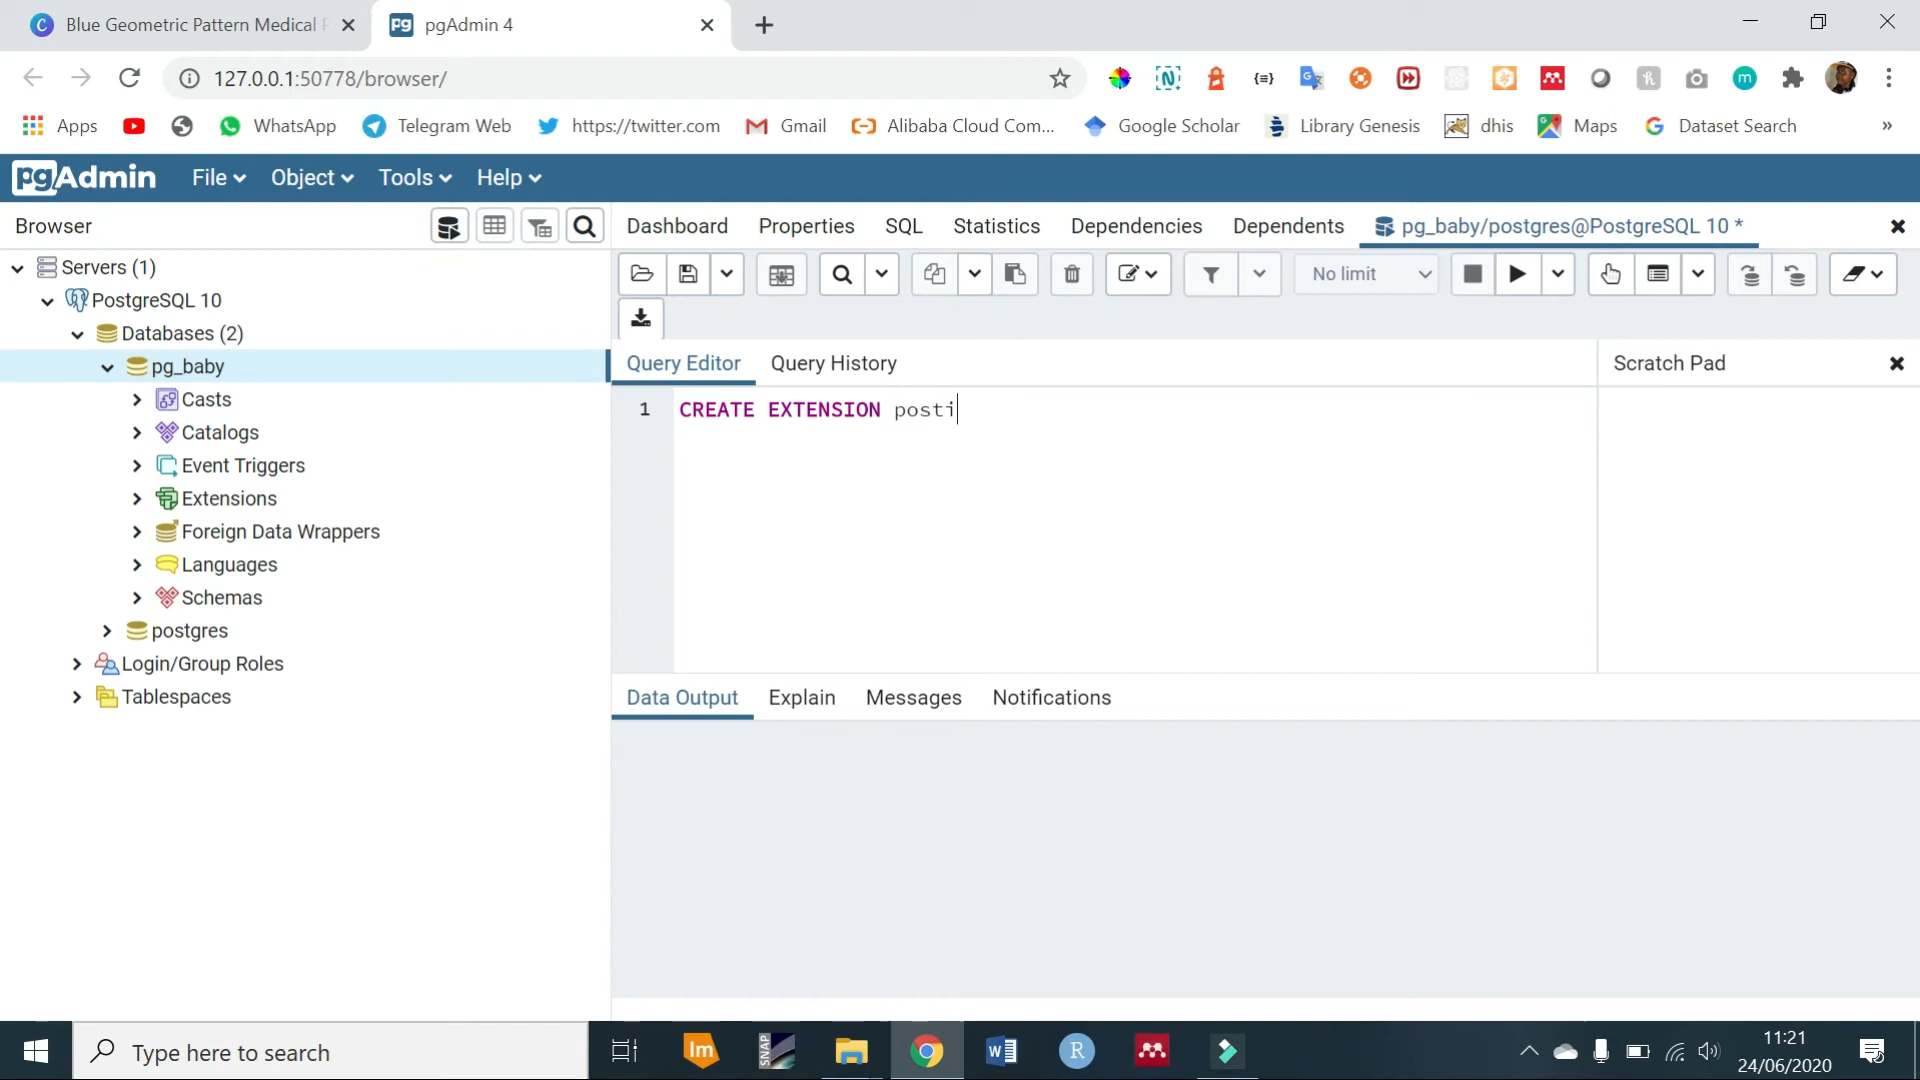 Blue Geometric Pattern Medical
pgAdmin 4
127.0.0.1:50778/browser/
Apps
WhatsApp
Telegram Web
https://twitter.com
Gmail
Alibaba Cloud Com...
Google Scholar
Library Genesis
dhis
Maps
Dataset Search
»
pgAdmin
File
Object
Tools
Help
Browser
Dashboard
Properties
SQL
Statistics
Dependencies
Dependents
pg_baby/postgres@PostgreSQL 10 *
Servers (1)
PostgreSQL 10
Databases (2)
pg_baby
Casts
Catalogs
Event Triggers
Extensions
Foreign Data Wrappers
Languages
Schemas
postgres
Login/Group Roles
Tablespaces
No limit
Query Editor
Query History
Scratch Pad
1 CREATE EXTENSION posti
Data Output
Explain
Messages
Notifications
Type here to search
Im
SNAP
R
11:21
24/06/2020